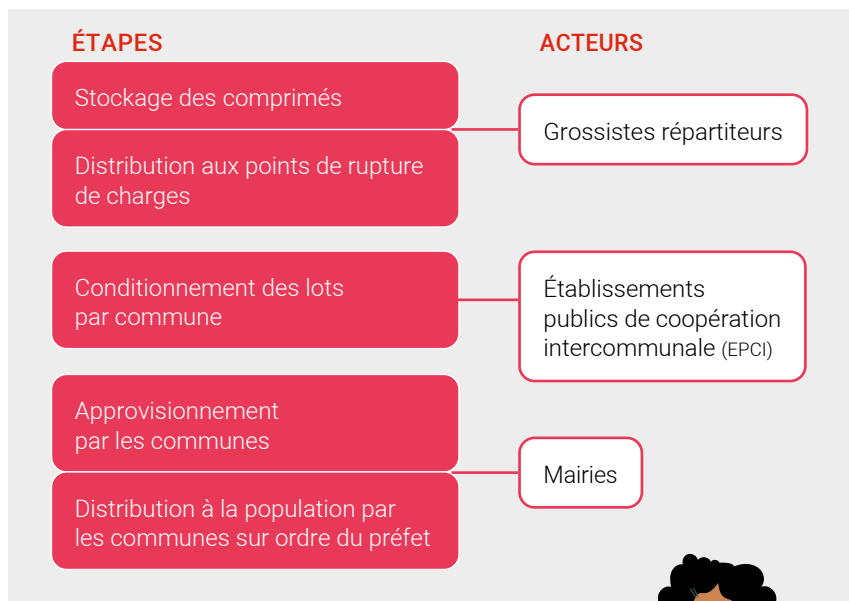 ÉTAPES
ACTEURS
Stockage des comprimés
Distribution aux points de rupture
de charges
Grossistes répartiteurs
Conditionnement des lots
par commune
Établissements
publics de coopération
intercommunale (EPCI)
Approvisionnement
par les communes
Distribution à la population par
les communes sur ordre du préfet
Mairies